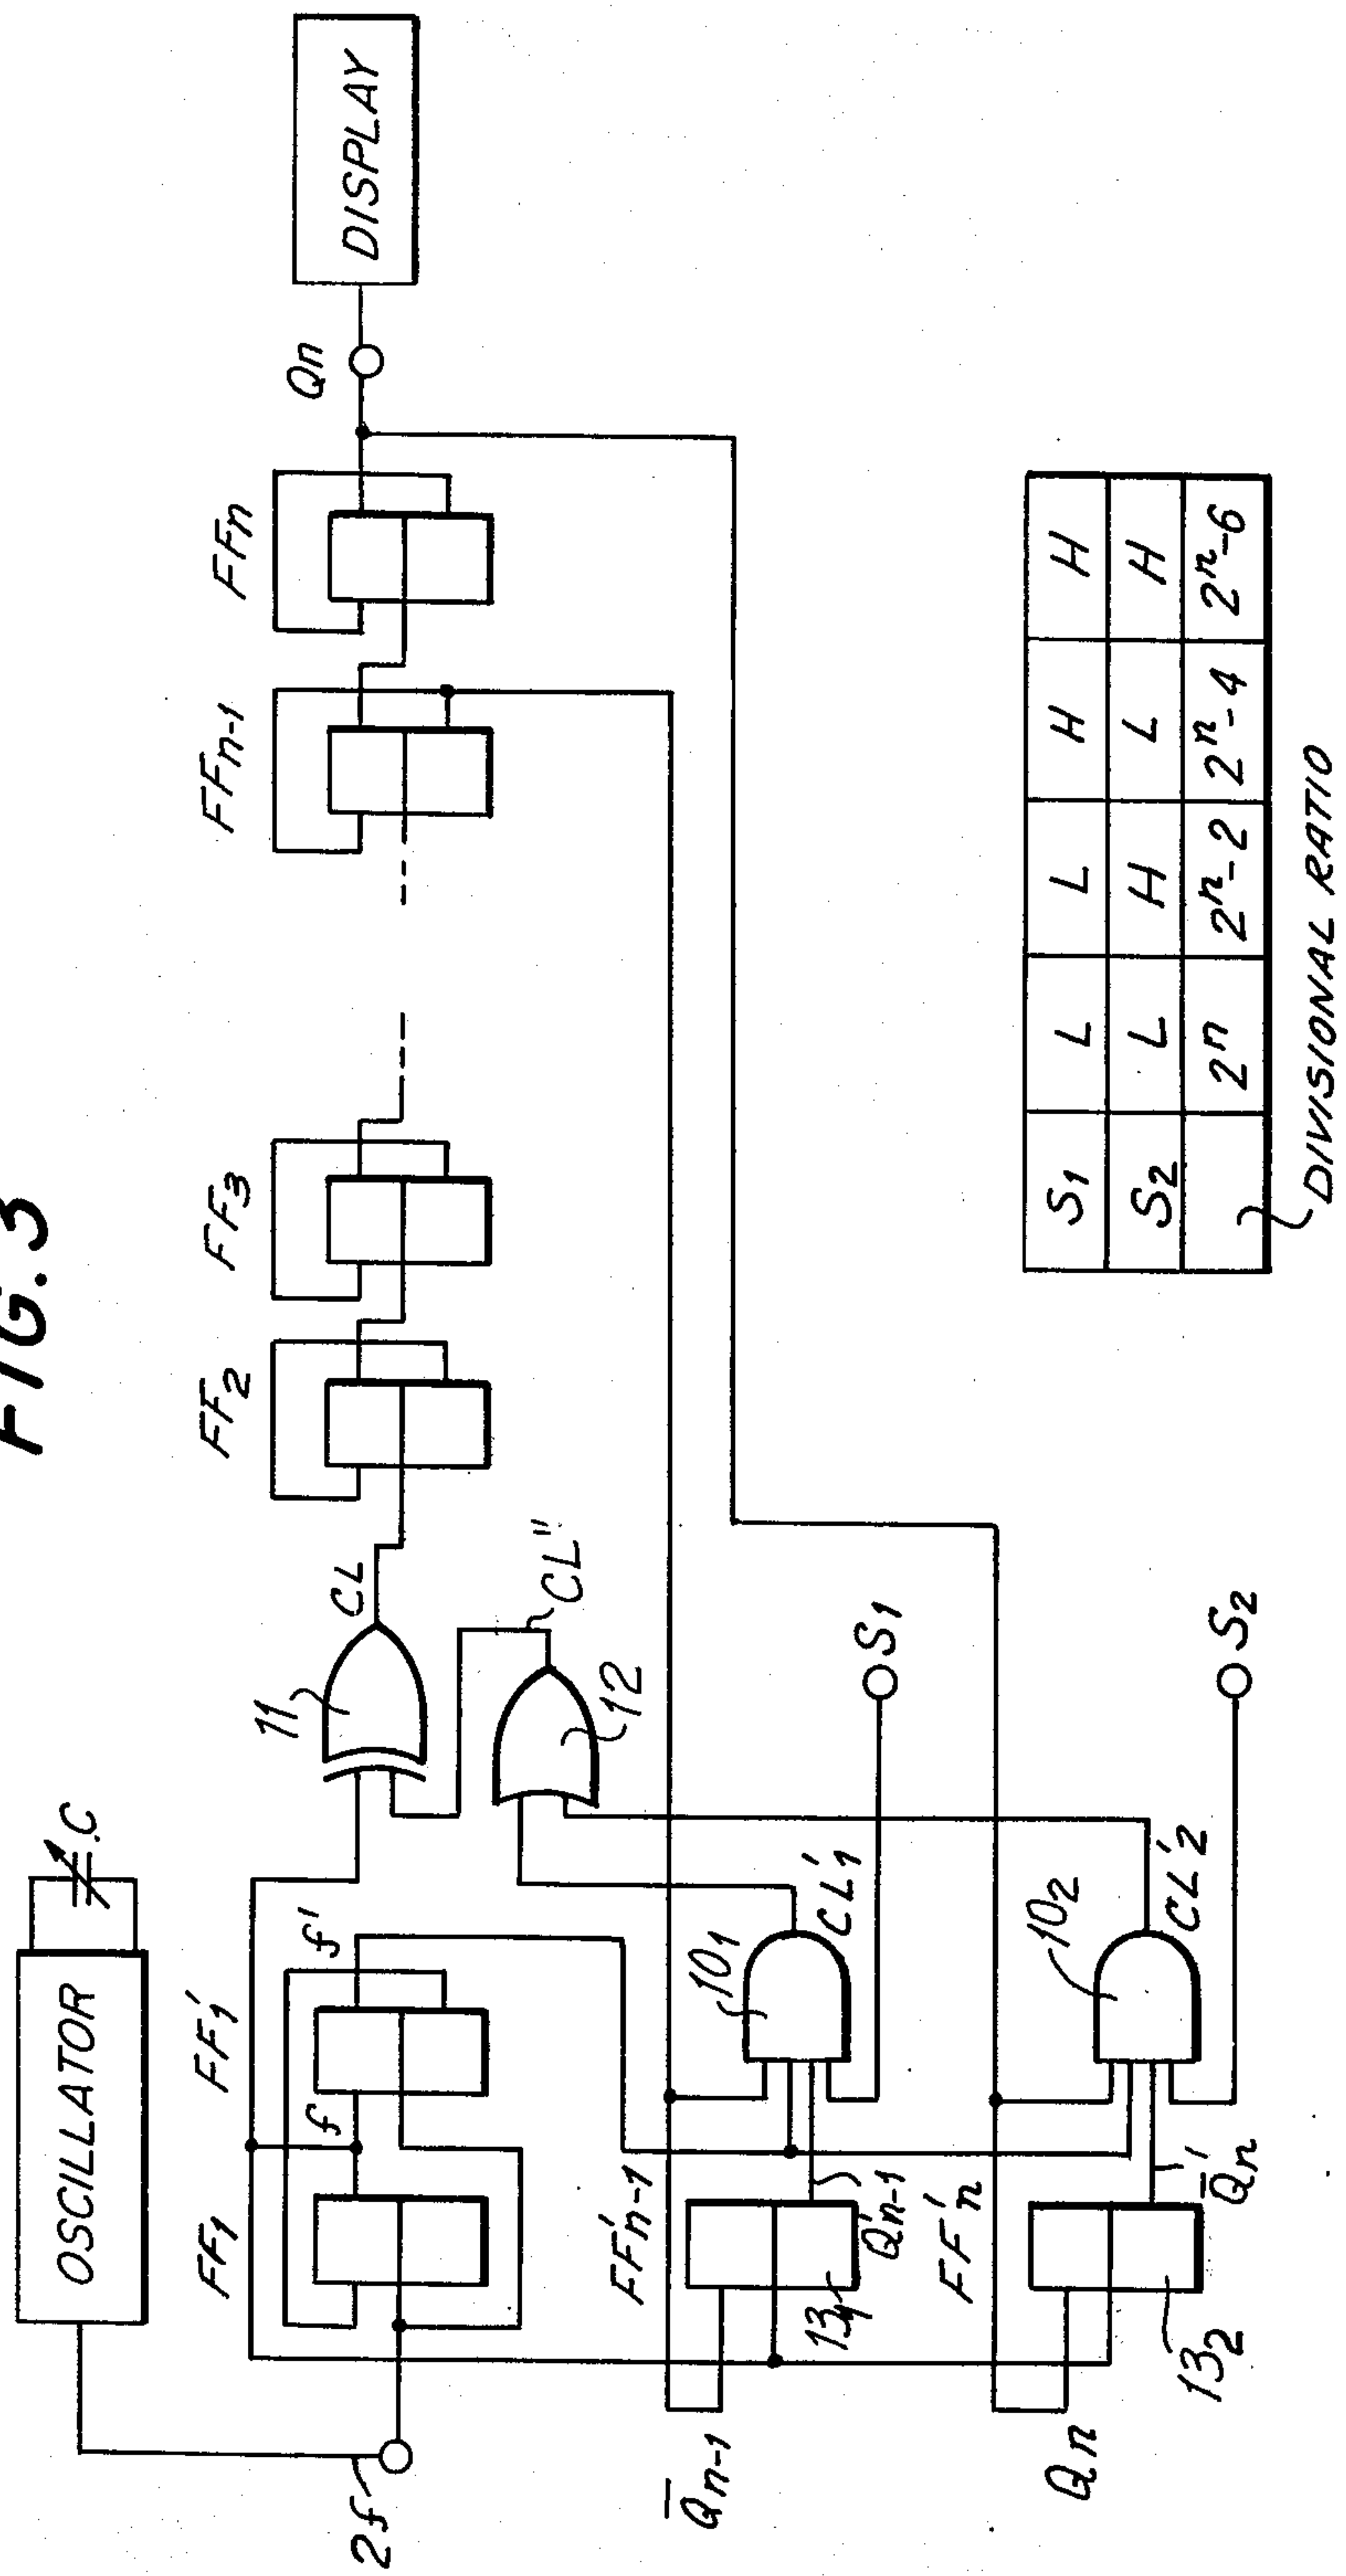 FIG. 3
OSCILLATOR
C
2f
FF₁
f
FF₁'
f'
11
CL
CL"
12
FF₂
FF₃
FFₙ₋₁
FFₙ
Qₙ
DISPLAY
Q̅ₙ₋₁
FF'ₙ₋₁
13₁
Q'ₙ₋₁
10₁
CL'₁
S₁
Qₙ
FF'ₙ
13₂
Q̅'ₙ
10₂
CL'₂
S₂
S₁ L L H H
S₂ L H L H
2ⁿ 2ⁿ-2 2ⁿ-4 2ⁿ-6
DIVISIONAL RATIO